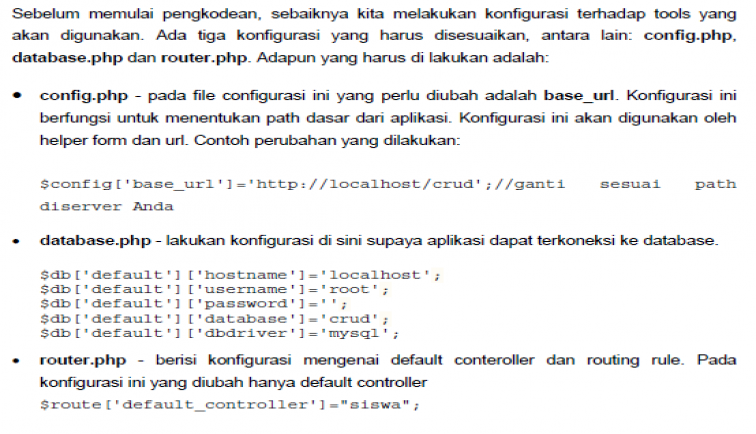 Sebelum memulai pengkodean, sebaiknya kita melakukan konfigurasi terhadap tools yang
akan digunakan. Ada tiga konfigurasi yang harus disesuaikan, antara lain: config.php,
database.php dan router.php. Adapun yang harus di lakukan adalah:
• config.php - pada file configurasi ini yang perlu diubah adalah base_url. Konfigurasi ini
berfungsi untuk menentukan path dasar dari aplikasi. Konfigurasi ini akan digunakan oleh
helper form dan url. Contoh perubahan yang dilakukan:
$config['base_url']='http://localhost/crud';//ganti sesuai path
diserver Anda
• database.php - lakukan konfigurasi di sini supaya aplikasi dapat terkoneksi ke database.
$db['default']['hostname']='localhost';
$db['default']['username']='root';
$db['default']['password']='';
$db['default']['database']='crud';
$db['default']['dbdriver']='mysql';
• router.php - berisi konfigurasi mengenai default conteroller dan routing rule. Pada
konfigurasi ini yang diubah hanya default controller
$route['default_controller']="siswa";